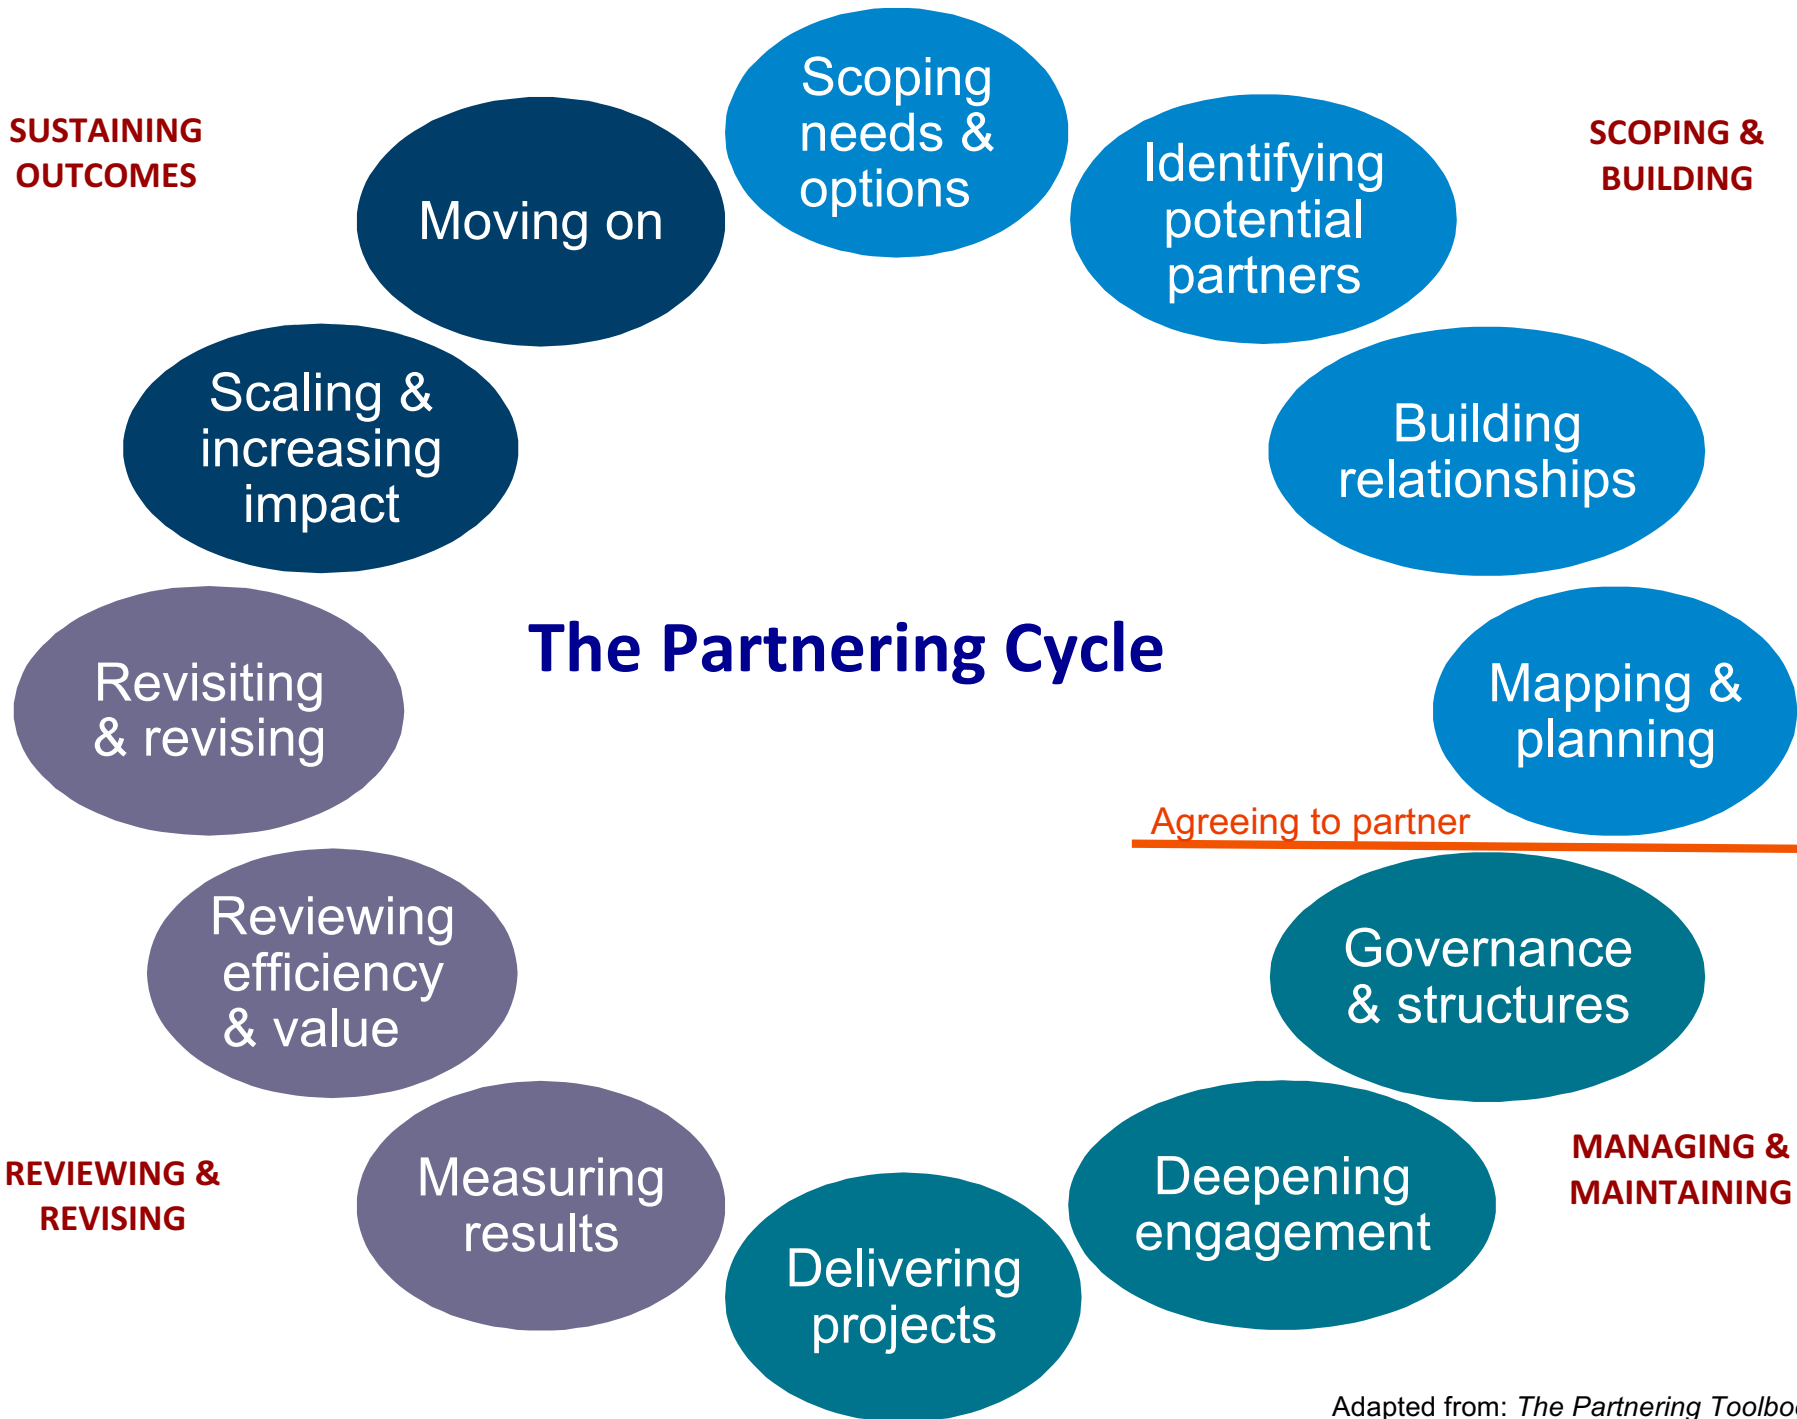 SUSTAINING
OUTCOMES
SCOPING &
BUILDING
Scoping
needs &
options
Identifying
potential
partners
Building
relationships
Mapping &
planning
Agreeing to partner
Governance
& structures
MANAGING &
MAINTAINING
Deepening
engagement
Delivering
projects
Measuring
results
REVIEWING &
REVISING
Reviewing
efficiency
& value
Revisiting
& revising
Scaling &
increasing
impact
Moving on
The Partnering Cycle
Adapted from: The Partnering